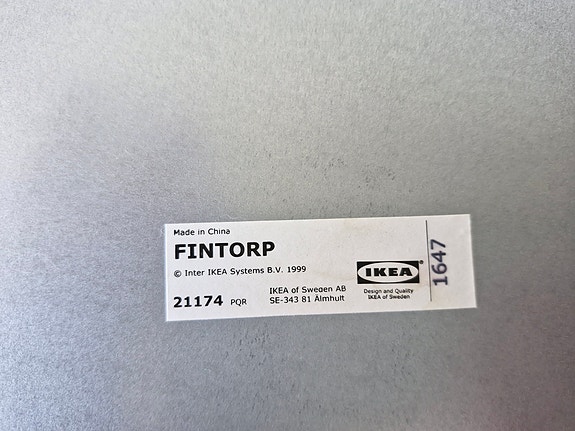 Made in China
FINTORP
© Inter IKEA Systems B.V. 1999
21174 PQR
IKEA of Sweden AB
SE-343 81 Älmhult
IKEA®
Design and Quality
IKEA of Sweden
1647